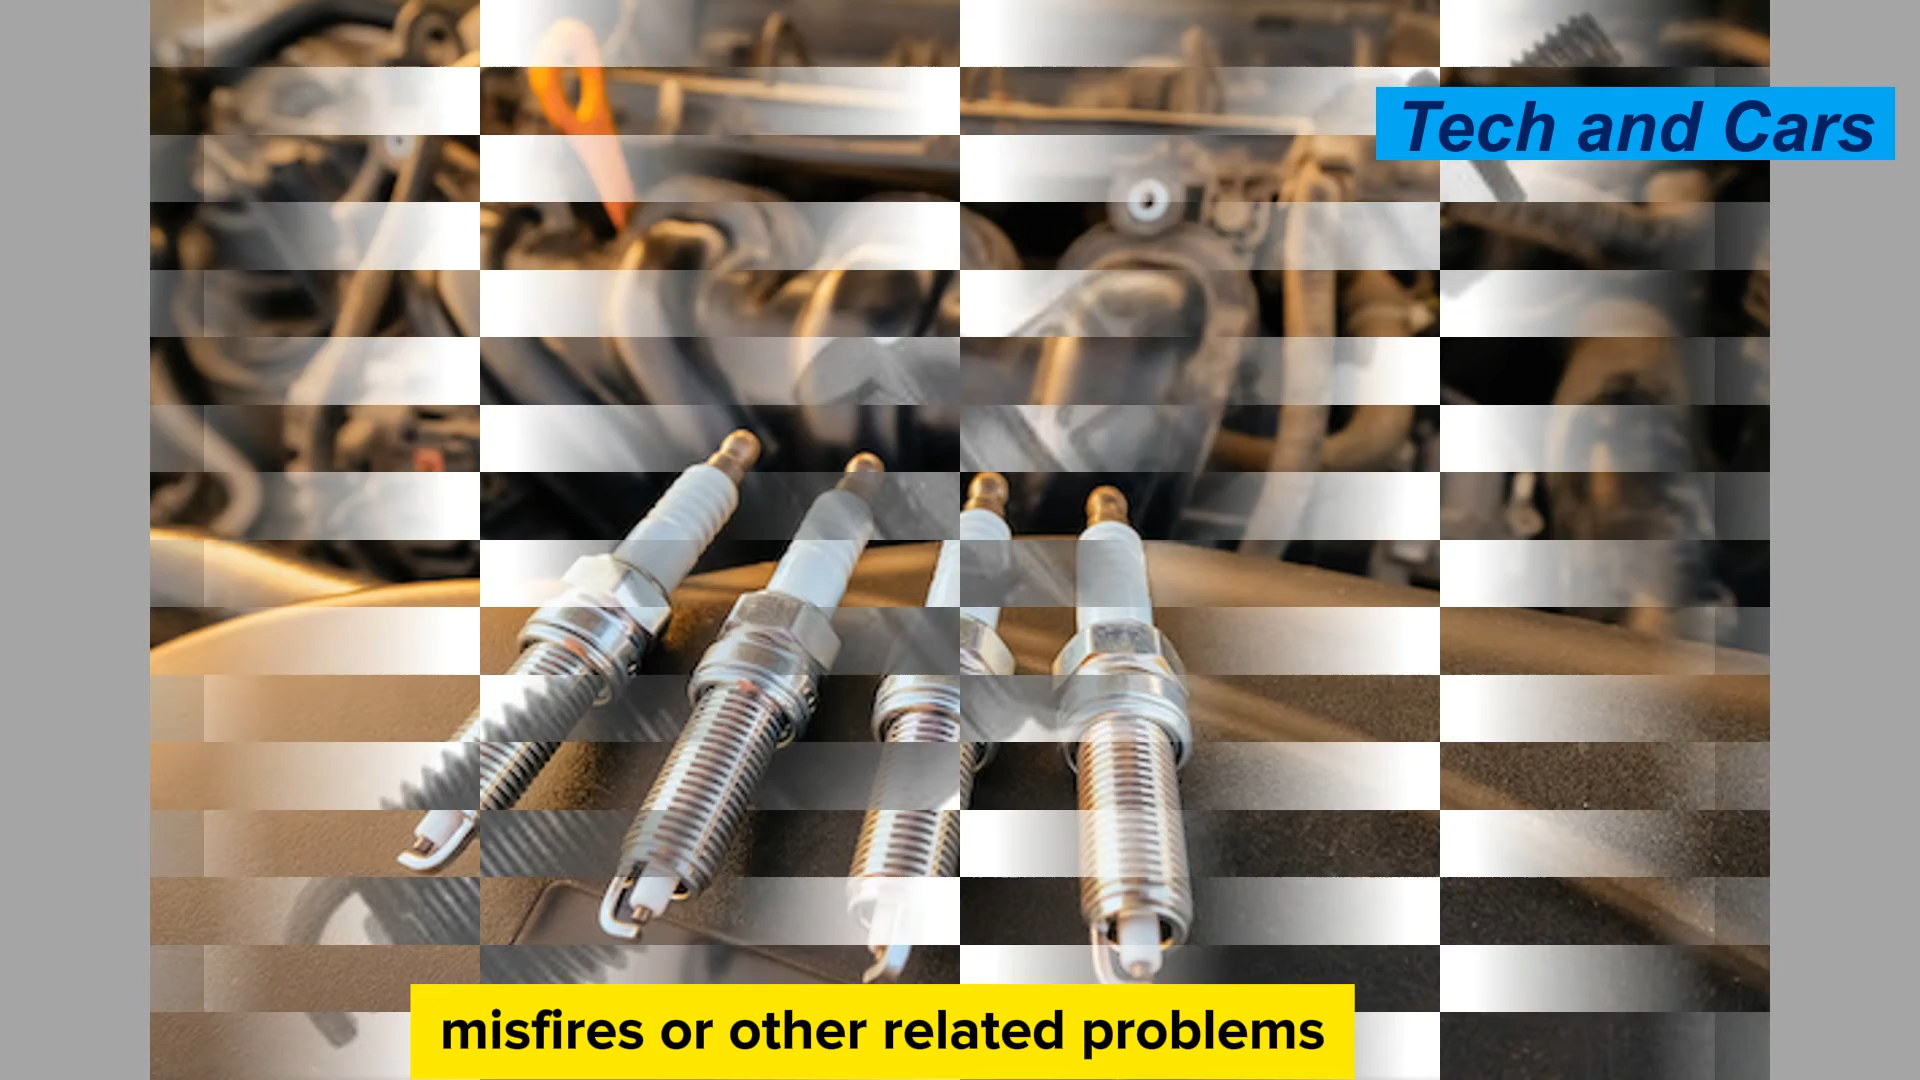 Tech and Cars
misfires or other related problems